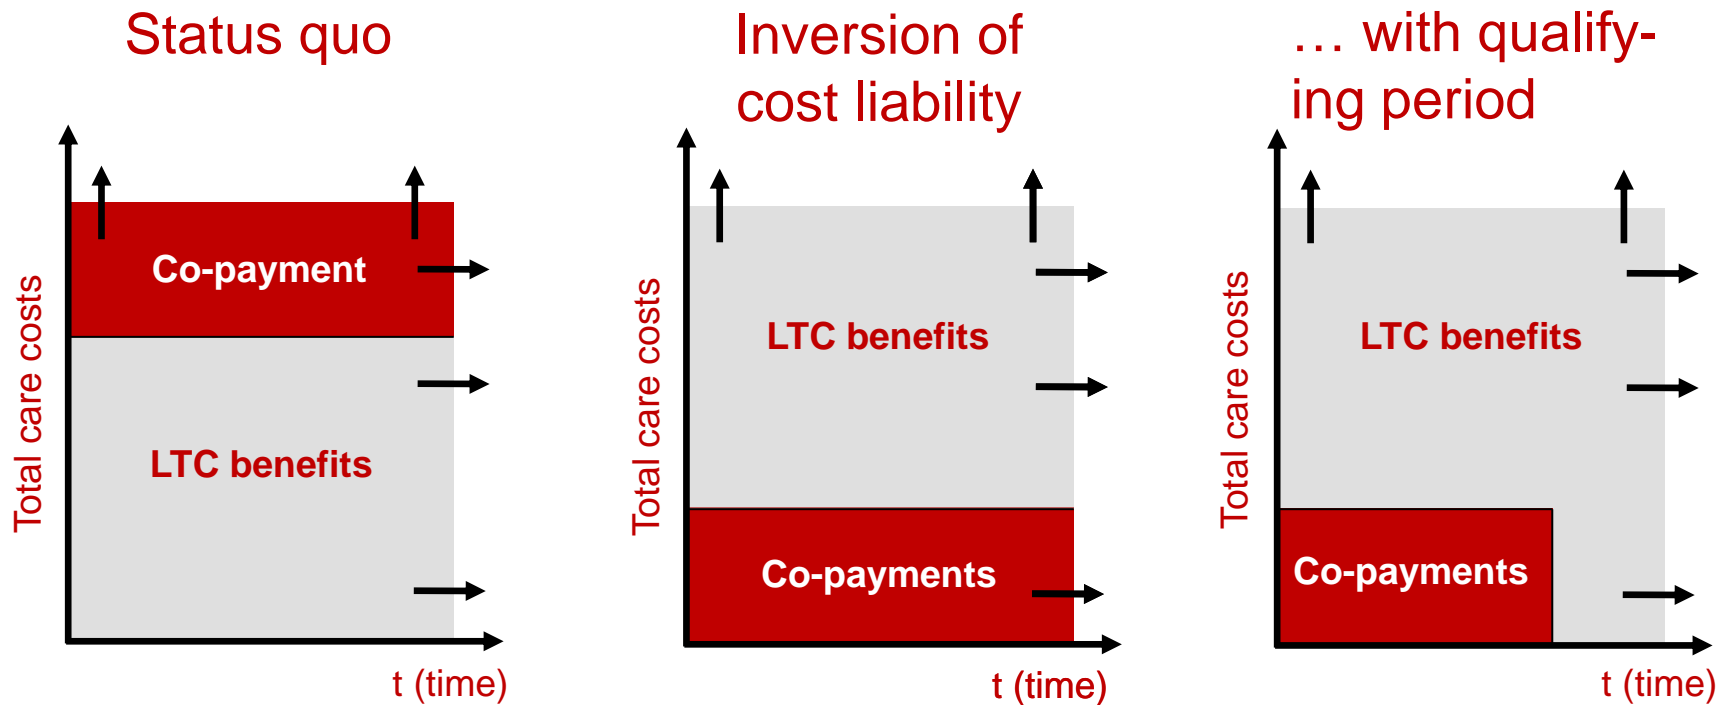 Status quo
Total care costs
Co-payment
LTC benefits
t (time)
Inversion of
cost liability
Total care costs
LTC benefits
Co-payments
t (time)
… with qualify-
ing period
Total care costs
LTC benefits
Co-payments
t (time)